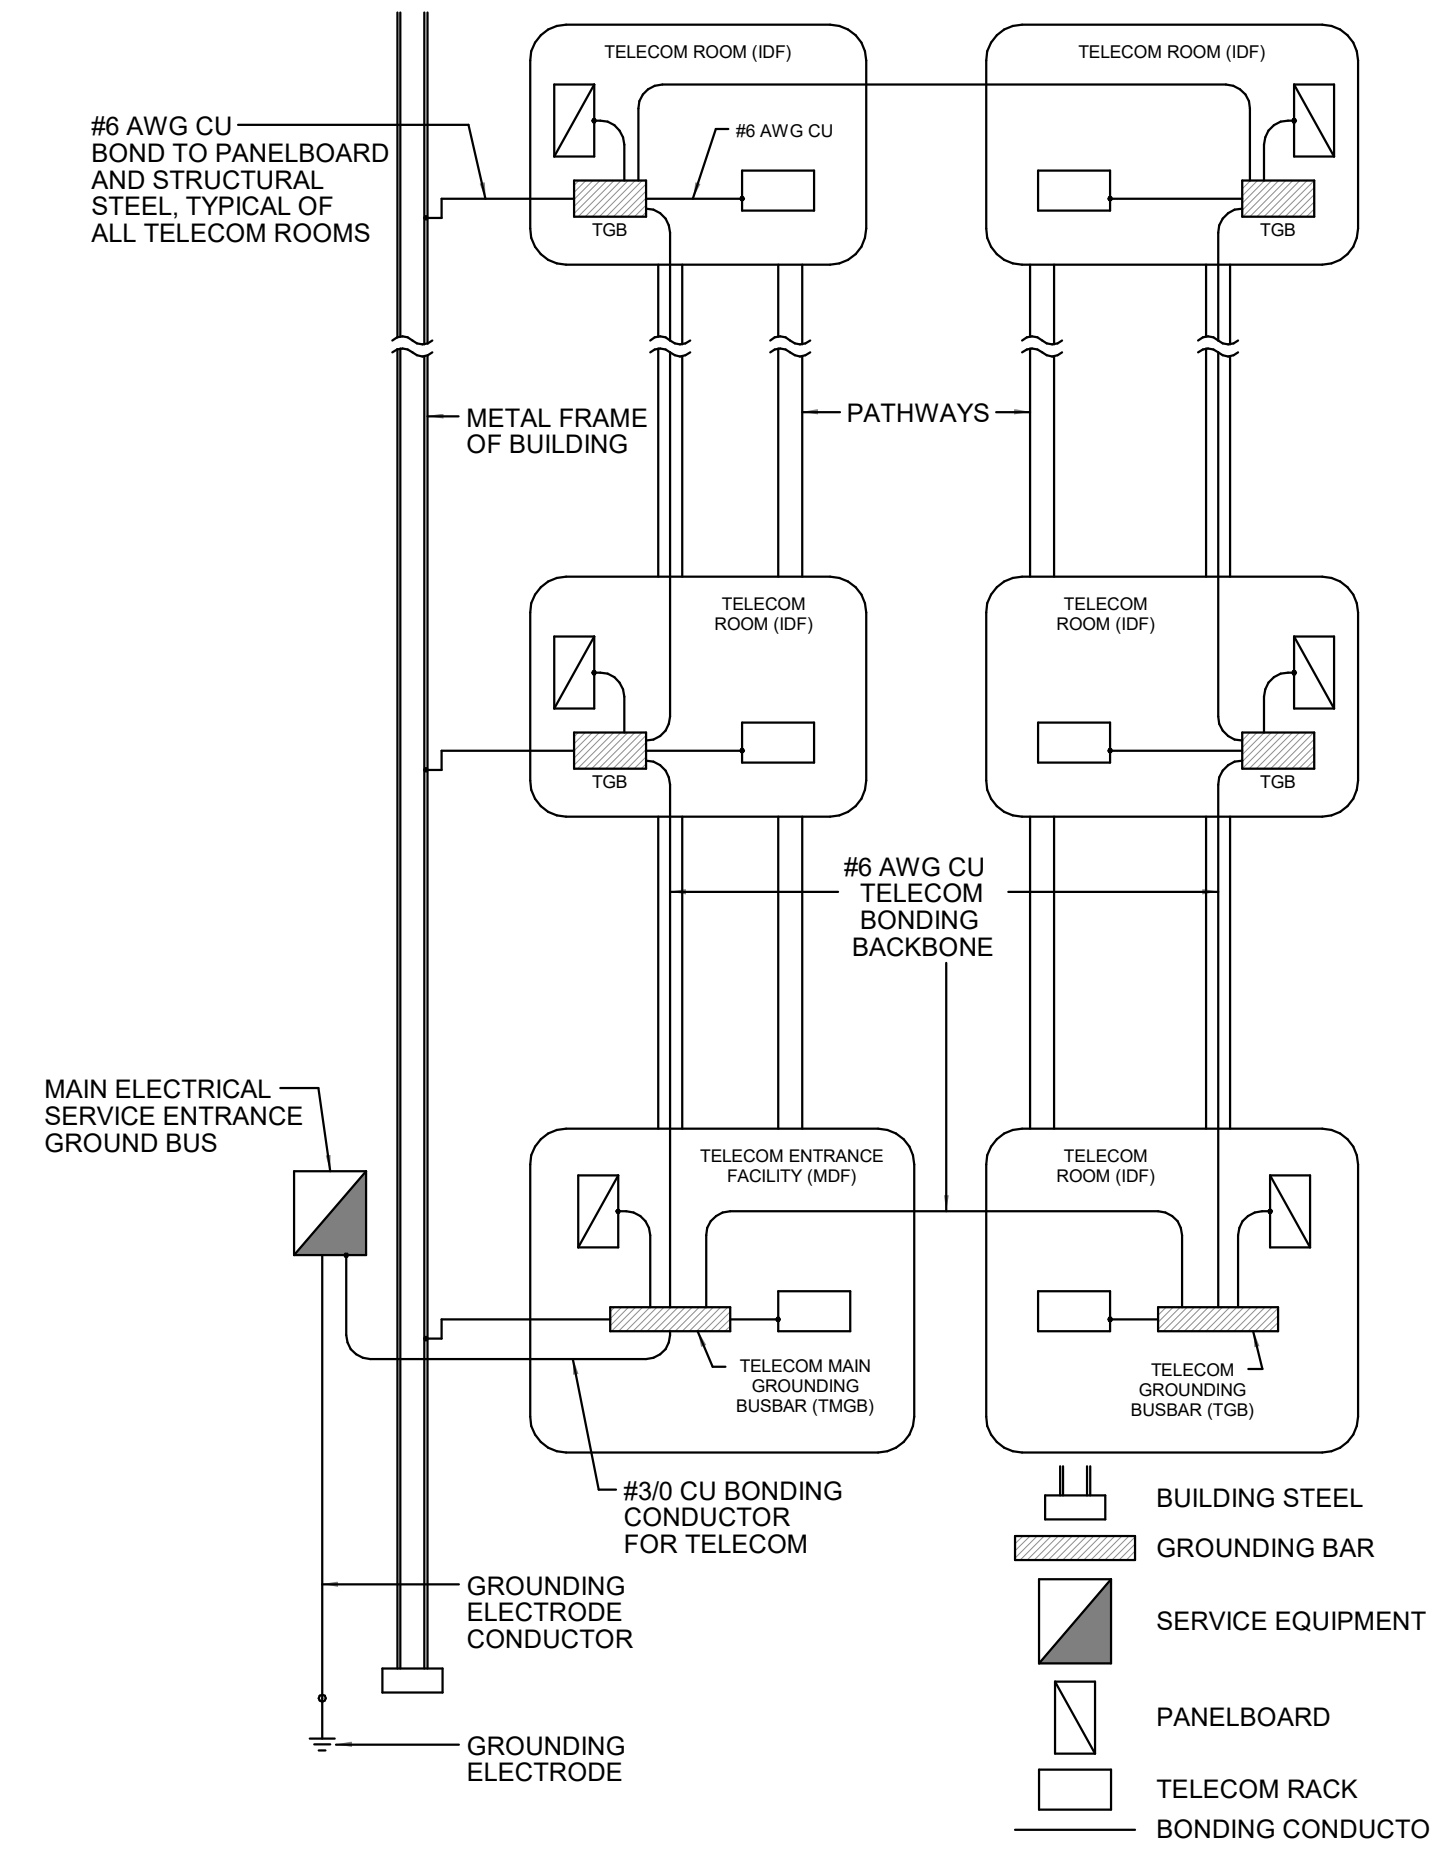 TELECOM ROOM (IDF)
TELECOM ROOM (IDF)
#6 AWG CU
BOND TO PANELBOARD
AND STRUCTURAL
STEEL, TYPICAL OF
ALL TELECOM ROOMS
#6 AWG CU
TGB
TGB
METAL FRAME
OF BUILDING
PATHWAYS
TELECOM
ROOM (IDF)
TELECOM
ROOM (IDF)
TGB
TGB
#6 AWG CU
TELECOM
BONDING
BACKBONE
MAIN ELECTRICAL
SERVICE ENTRANCE
GROUND BUS
TELECOM ENTRANCE
FACILITY (MDF)
TELECOM
ROOM (IDF)
TELECOM MAIN
GROUNDING
BUSBAR (TMGB)
TELECOM
GROUNDING
BUSBAR (TGB)
#3/0 CU BONDING
CONDUCTOR
FOR TELECOM
GROUNDING
ELECTRODE
CONDUCTOR
GROUNDING
ELECTRODE
BUILDING STEEL
GROUNDING BAR
SERVICE EQUIPMENT
PANELBOARD
TELECOM RACK
BONDING CONDUCTO